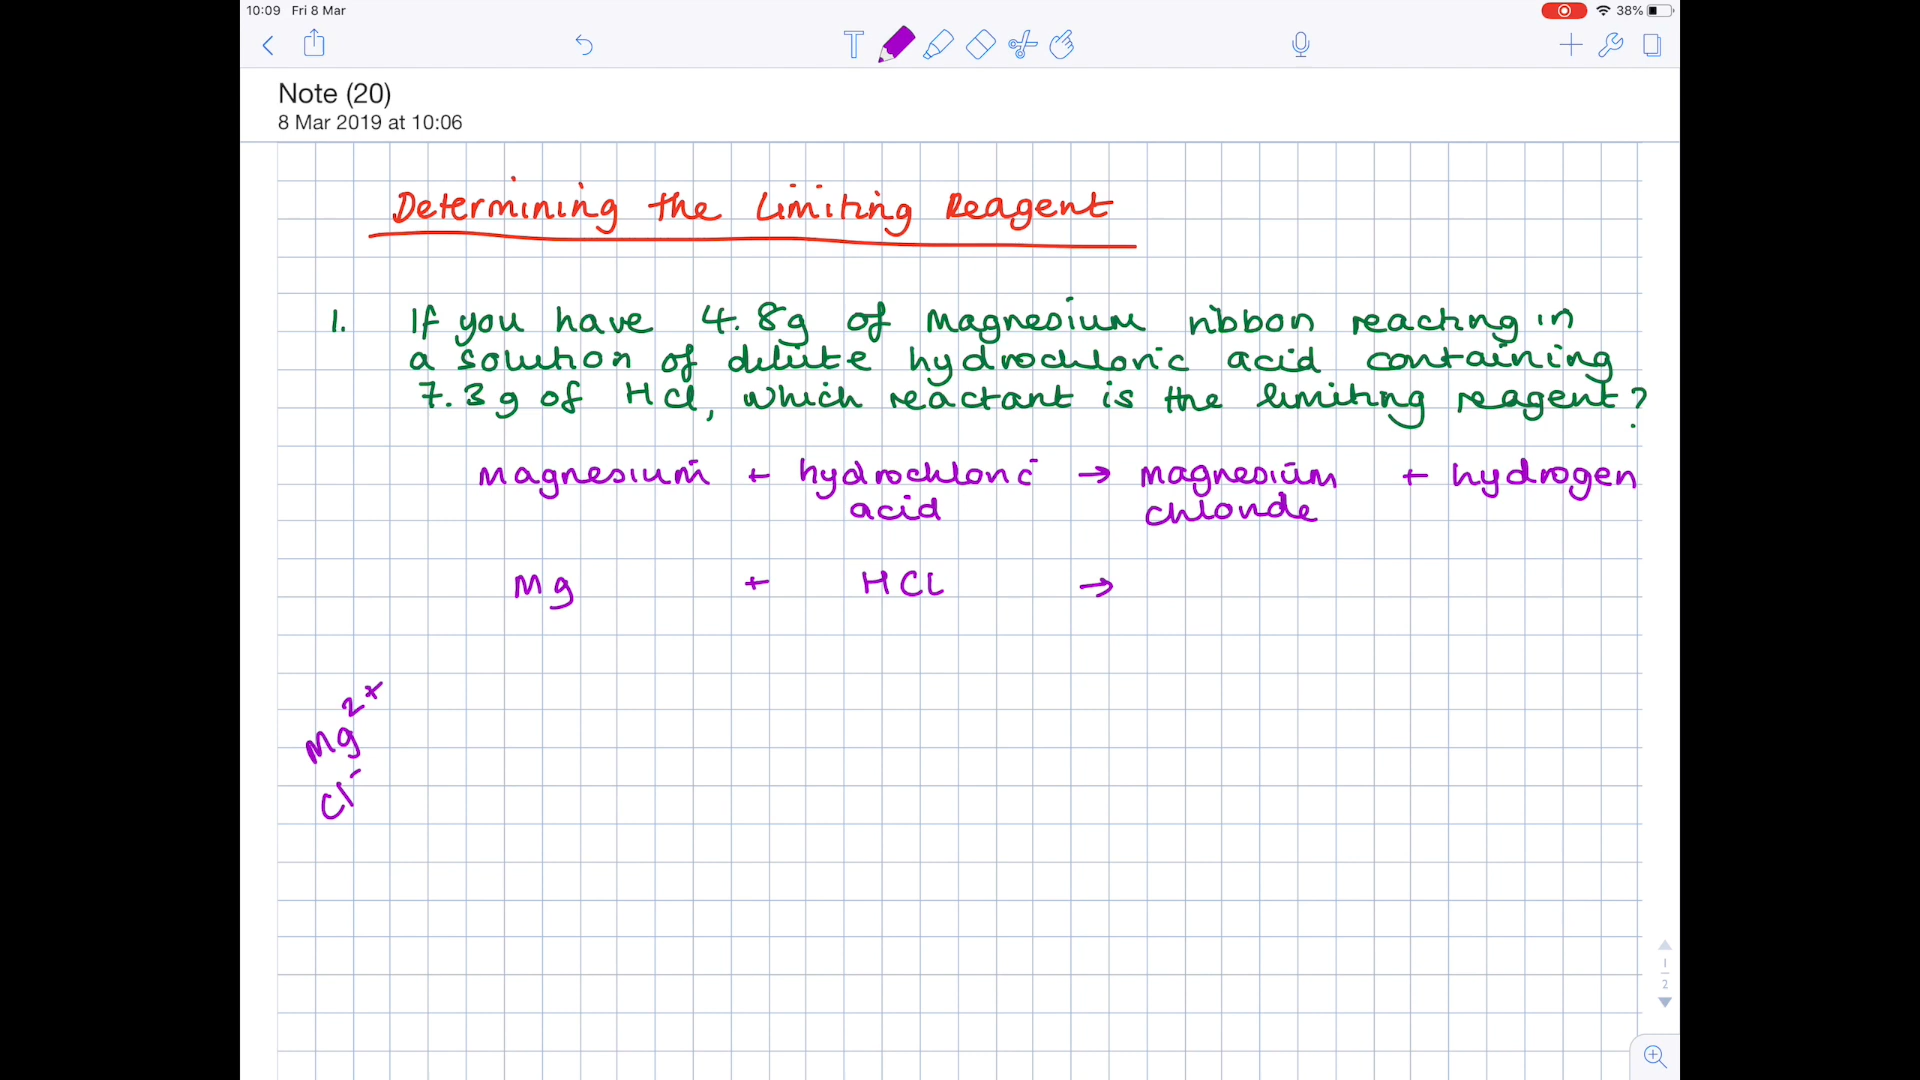 10:09 Fri 8 Mar
38%
T
Note (20)
8 Mar 2019 at 10:06
Determining the Limiting Reagent
1. If you have 4.8g of Magnesium ribbon reacting in
a solution of dilute hydrochloric acid containing
7.3g of HCl, which reactant is the limiting reagent?
magnesium + hydrochloric → magnesium + hydrogen
acid chloride
Mg + HCl →
Mg²⁺
Cl⁻
1
2